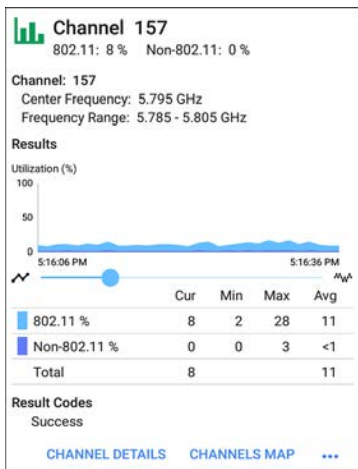 Channel 157
802.11: 8 % Non-802.11: 0 %
Channel: 157
Center Frequency: 5.795 GHz
Frequency Range: 5.785 - 5.805 GHz
Results
Utilization (%)
100
50
0
5:16:06 PM 5:16:36 PM
Cur Min Max Avg
802.11 % 8 2 28 11
Non-802.11 % 0 0 3 <1
Total 8 11
Result Codes
Success
CHANNEL DETAILS CHANNELS MAP